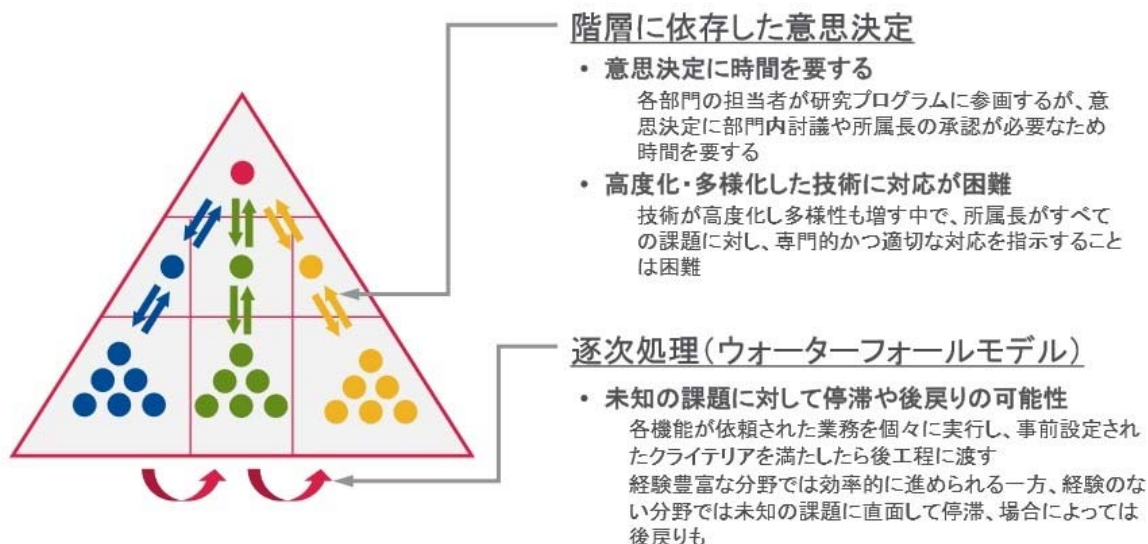 階層に依存した意思決定
• 意思決定に時間を要する
各部門の担当者が研究プログラムに参画するが、意
思決定に部門内討議や所属長の承認が必要なため
時間を要する
• 高度化・多様化した技術に対応が困難
技術が高度化し多様性も増す中で、所属長がすべて
の課題に対し、専門的かつ適切な対応を指示すること
は困難
逐次処理(ウォーターフォールモデル)
• 未知の課題に対して停滞や後戻りの可能性
各機能が依頼された業務を個々に実行し、事前設定され
たクライテリアを満たしたら後工程に渡す
経験豊富な分野では効率的に進められる一方、経験のな
い分野では未知の課題に直面して停滞、場合によっては
後戻りも